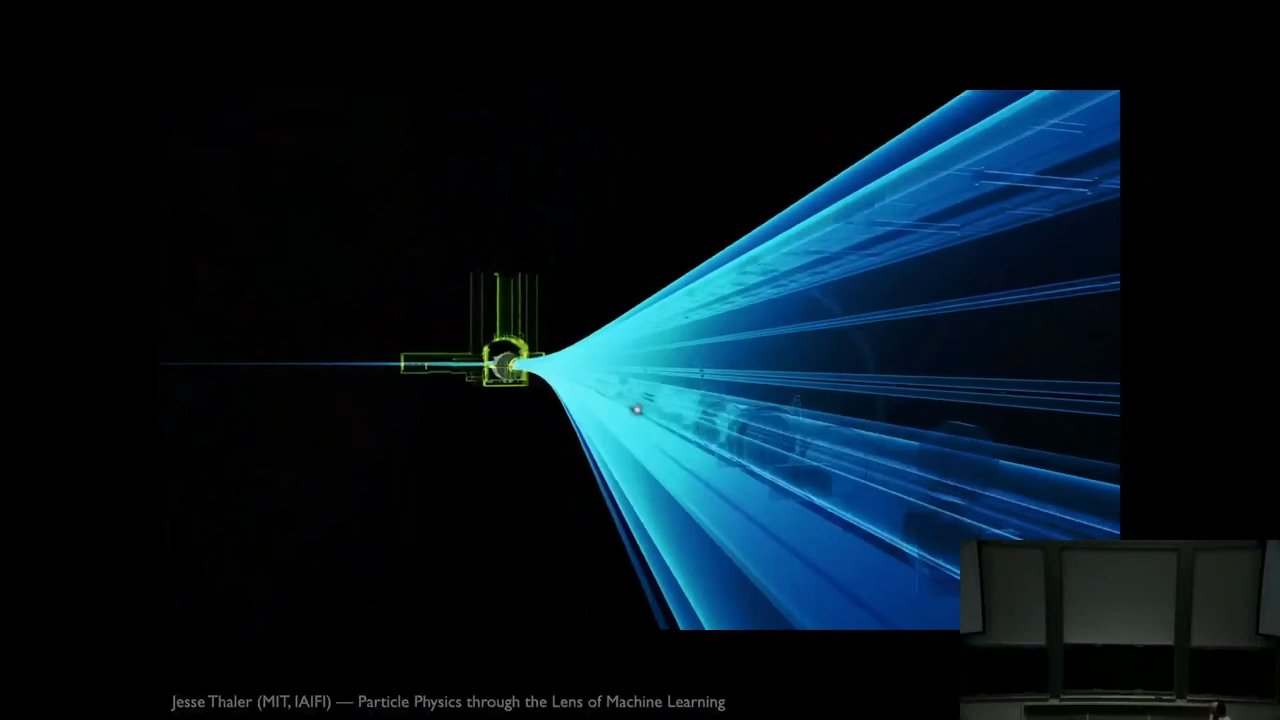 Jesse Thaler (MIT, IAIFI) — Particle Physics through the Lens of Machine Learning